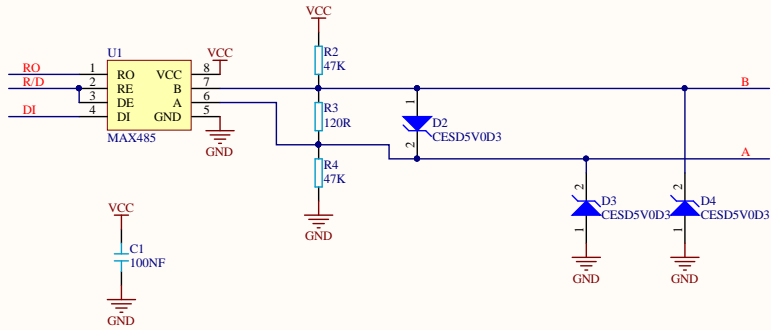 VCC
U1
VCC
R2
47K
RO 1 RO VCC 8
R/D 2 RE B 7 B
3 DE A 6 R3 1
DI 4 DI GND 5 120R D2
MAX485 CESD5V0D3
GND 2 A
R4
47K
VCC 2 2
D3 D4
CESD5V0D3 CESD5V0D3
GND 1 1
C1
100NF
GND GND
GND